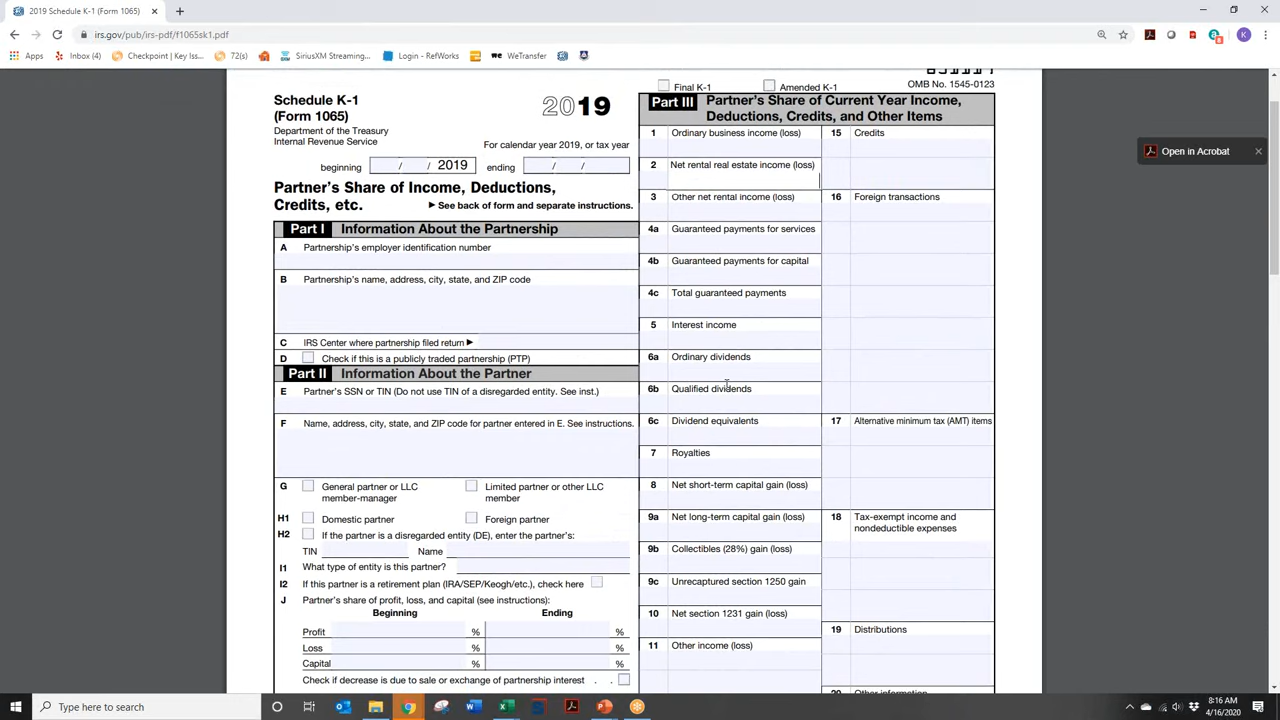 2019 Schedule K-1 (Form 1065)
irs.gov/pub/irs-pdf/f1065sk1.pdf
K
Apps
Inbox (4)
Checkpoint | Key Iss...
72(s)
SiriusXM Streaming...
Login - RefWorks
WeTransfer
Open in Acrobat
Final K-1
Amended K-1
OMB No. 1545-0123
Schedule K-1
(Form 1065)
2019
Department of the Treasury
Internal Revenue Service
For calendar year 2019, or tax year
beginning / / 2019 ending / /
Partner's Share of Income, Deductions,
Credits, etc.
► See back of form and separate instructions.
Part I Information About the Partnership
A Partnership's employer identification number
B Partnership's name, address, city, state, and ZIP code
C IRS Center where partnership filed return ►
D Check if this is a publicly traded partnership (PTP)
Part II Information About the Partner
E Partner's SSN or TIN (Do not use TIN of a disregarded entity. See inst.)
F Name, address, city, state, and ZIP code for partner entered in E. See instructions.
G General partner or LLC
member-manager
Limited partner or other LLC
member
H1 Domestic partner
Foreign partner
H2 If the partner is a disregarded entity (DE), enter the partner's:
TIN Name
I1 What type of entity is this partner?
I2 If this partner is a retirement plan (IRA/SEP/Keogh/etc.), check here
J Partner's share of profit, loss, and capital (see instructions):
Beginning Ending
Profit % %
Loss % %
Capital % %
Check if decrease is due to sale or exchange of partnership interest . .
Part III Partner's Share of Current Year Income,
Deductions, Credits, and Other Items
1 Ordinary business income (loss)
2 Net rental real estate income (loss)
3 Other net rental income (loss)
4a Guaranteed payments for services
4b Guaranteed payments for capital
4c Total guaranteed payments
5 Interest income
6a Ordinary dividends
6b Qualified dividends
6c Dividend equivalents
7 Royalties
8 Net short-term capital gain (loss)
9a Net long-term capital gain (loss)
9b Collectibles (28%) gain (loss)
9c Unrecaptured section 1250 gain
10 Net section 1231 gain (loss)
11 Other income (loss)
15 Credits
16 Foreign transactions
17 Alternative minimum tax (AMT) items
18 Tax-exempt income and
nondeductible expenses
19 Distributions
20 Other information
Type here to search
8:16 AM
4/16/2020